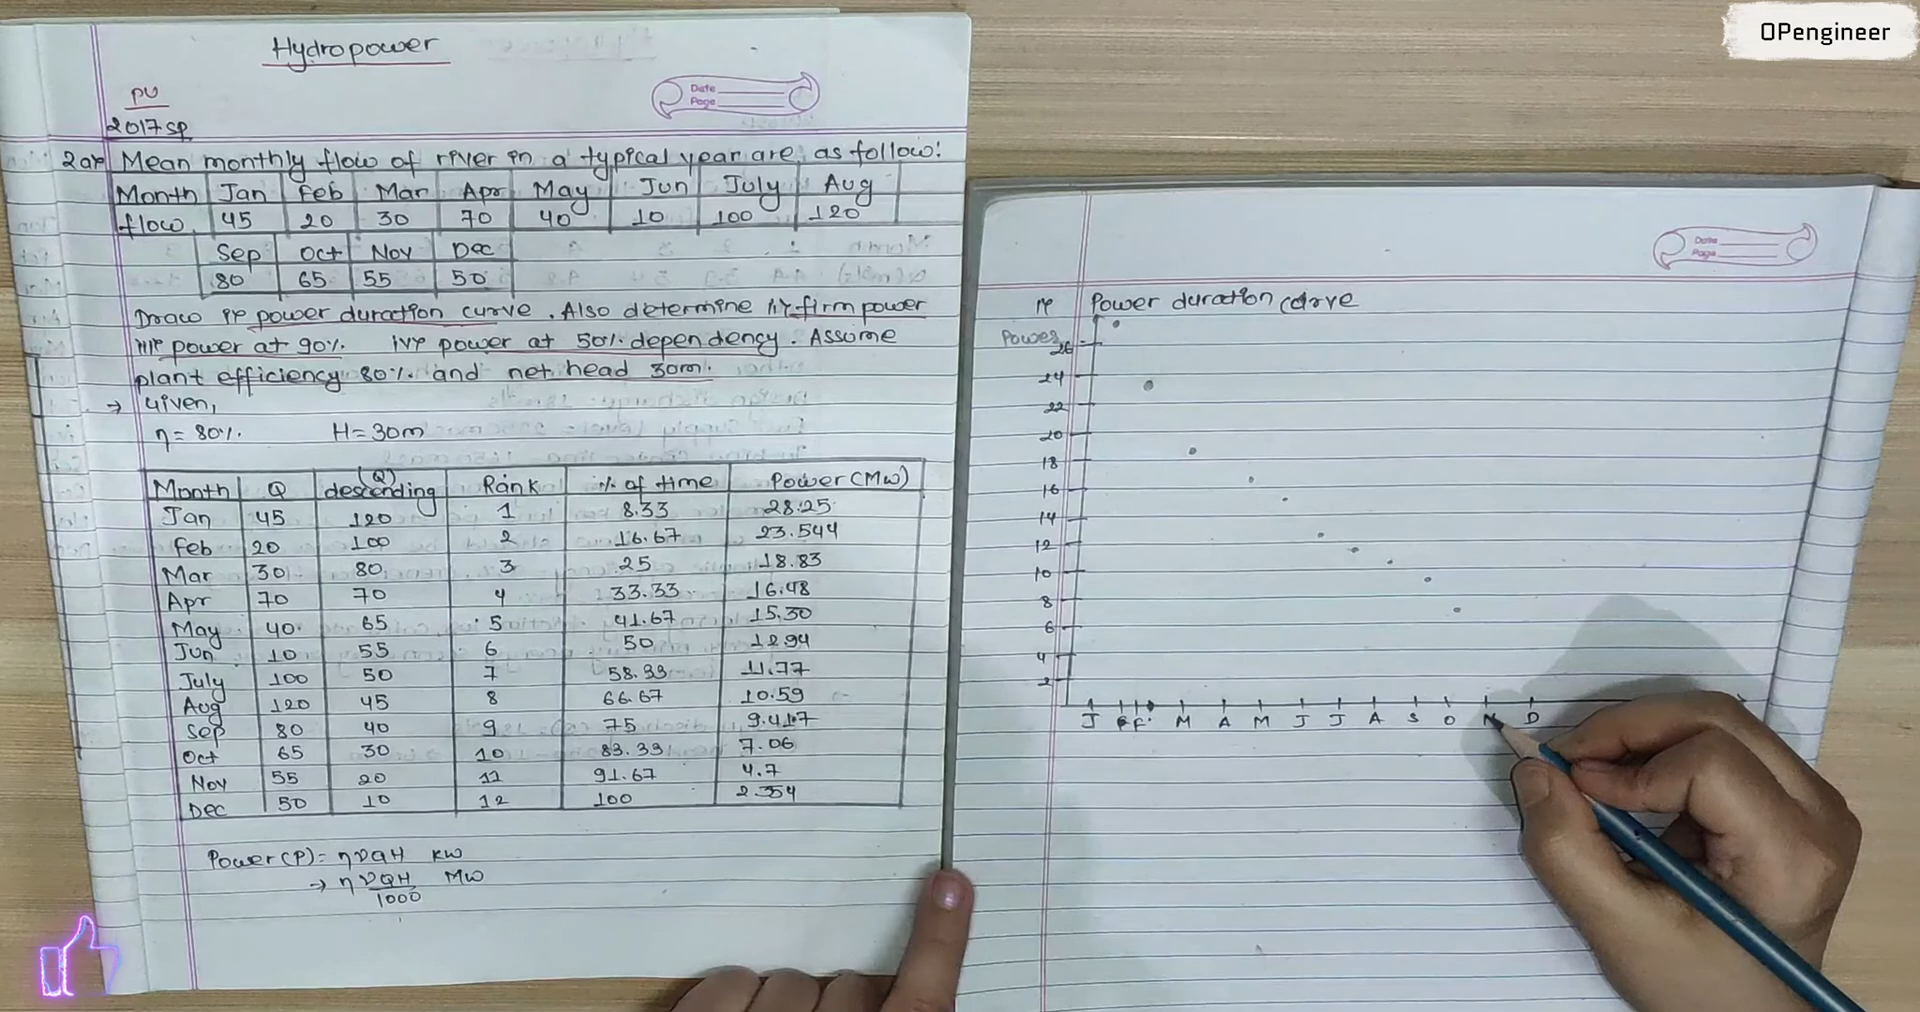 OPengineer
Hydropower
PU
2017 SP
Date
Page
Mean monthly flow of river in a typical year are as follow:
Month Jan Feb Mar Apr May Jun July Aug
flow 45 20 30 70 40 10 100 120
Sep Oct Nov Dec
80 65 55 50
Draw i) power duration curve. Also determine ii) firm power
iii) power at 90% iv) power at 50% dependency. Assume
plant efficiency 80% and net head 30m.
→ Given,
η = 80% H = 30m
Month Q descending (Q) Rank % of time Power (MW)
Jan 45 120 1 8.33 28.25
Feb 20 100 2 16.67 23.544
Mar 30 80 3 25 18.83
Apr 70 70 4 33.33 16.48
May 40 65 5 41.67 15.30
Jun 10 55 6 50 12.94
July 100 50 7 58.33 11.77
Aug 120 45 8 66.67 10.59
Sep 80 40 9 75 9.417
Oct 65 30 10 83.33 7.06
Nov 55 20 11 91.67 4.7
Dec 50 10 12 100 2.354
Power (P) = ηγQH KW
→ ηγQH MW
1000
Date
Page
Power duration curve
Power
26
24
22
20
18
16
14
12
10
8
6
4
2
J F M A M J J A S O N D